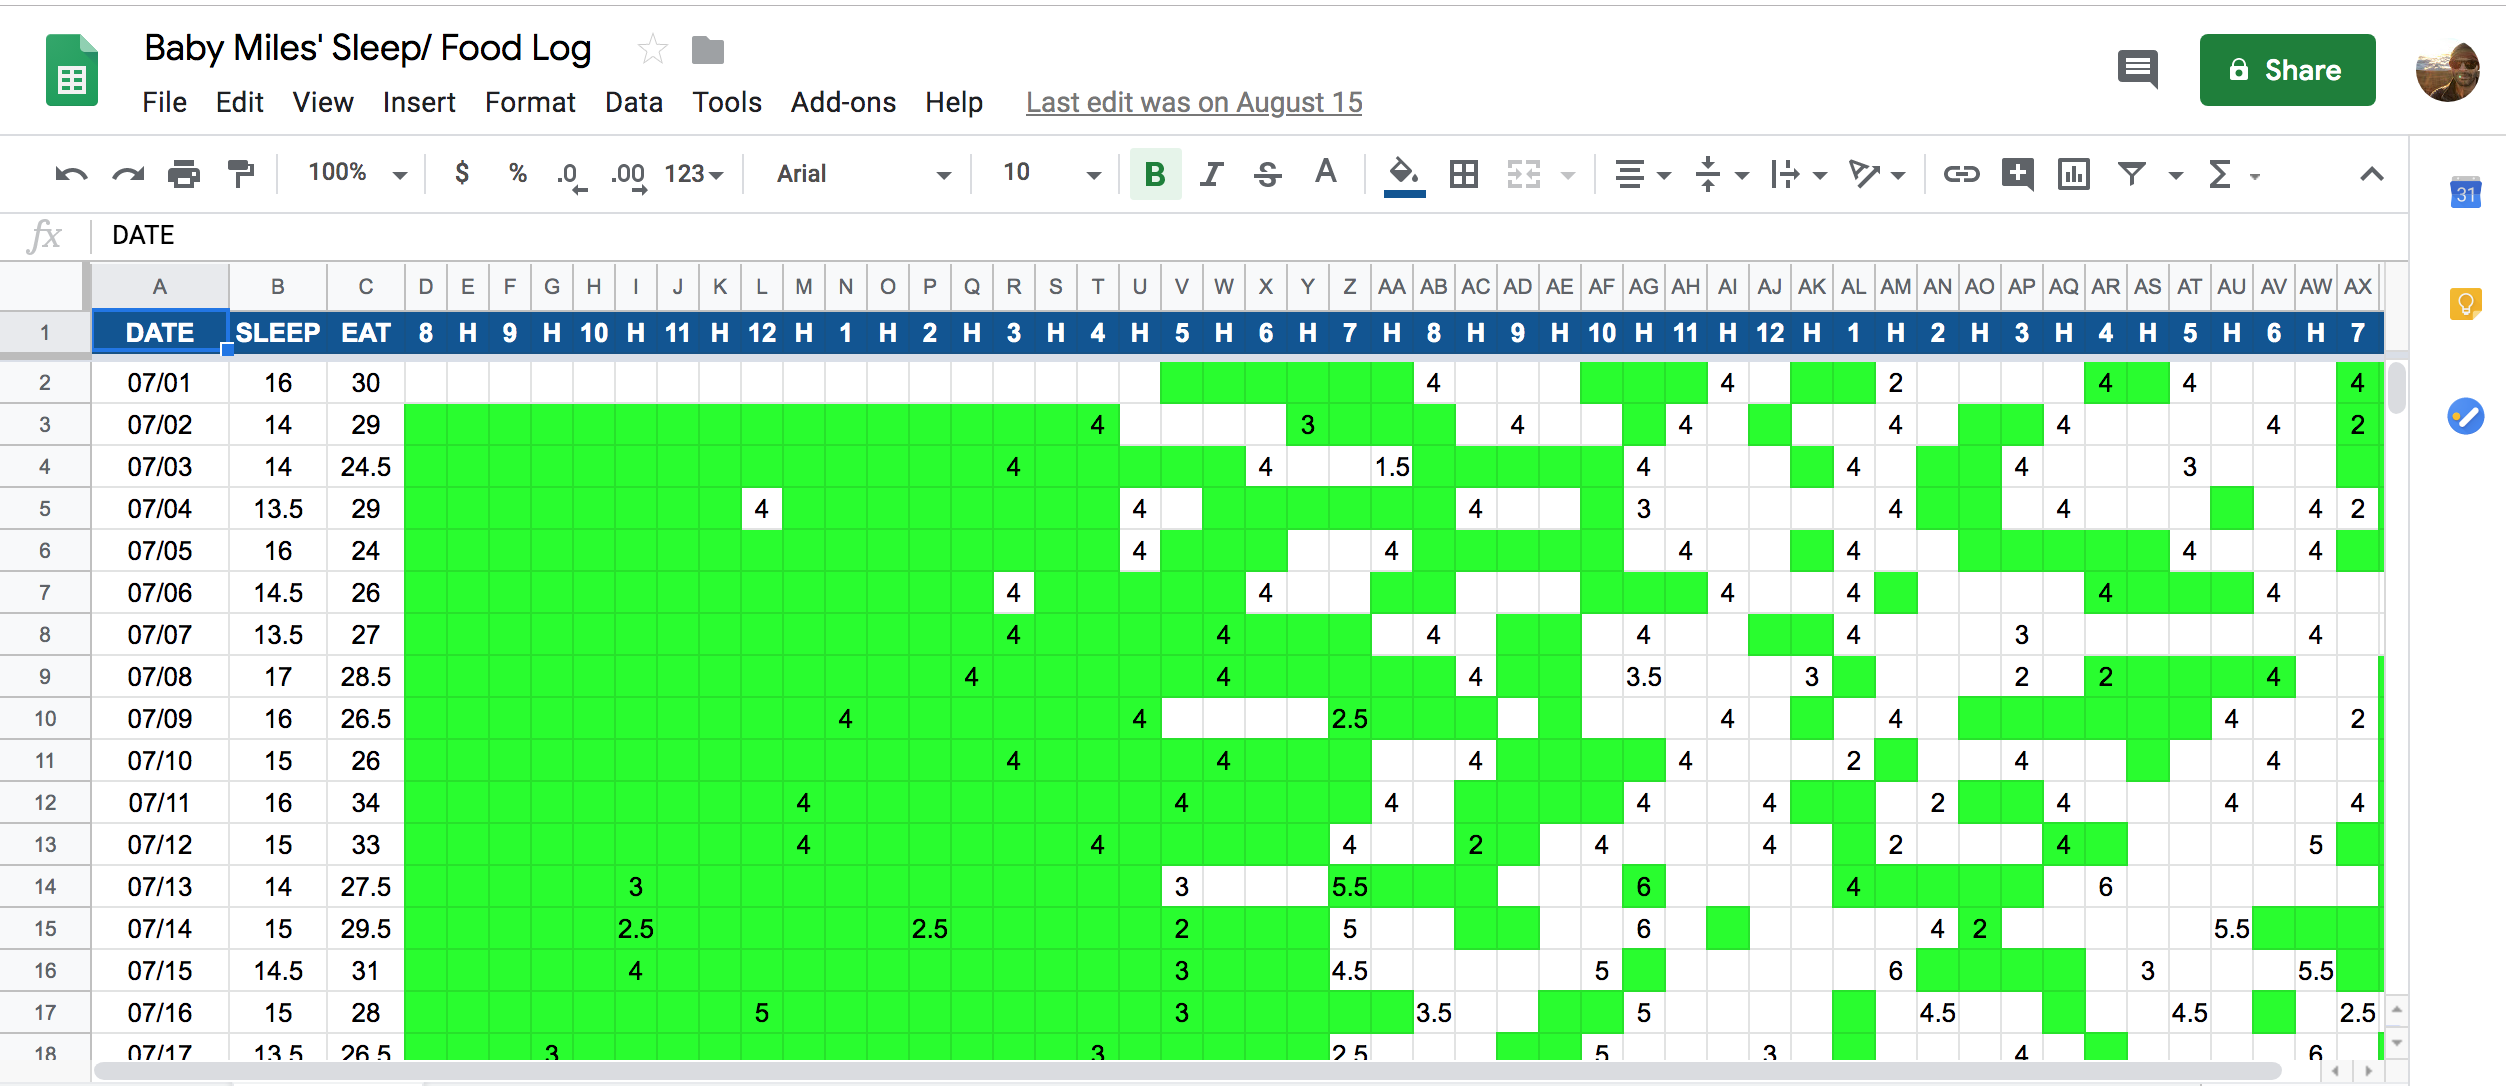 Baby Miles' Sleep/ Food Log
File Edit View Insert Format Data Tools Add-ons Help Last edit was on August 15
Share
100% $ % .0 .00 123 Arial 10 B I S A
31
fx DATE
A B C D E F G H I J K L M N O P Q R S T U V W X Y Z AA AB AC AD AE AF AG AH AI AJ AK AL AM AN AO AP AQ AR AS AT AU AV AW AX
1 DATE SLEEP EAT 8 H 9 H 10 H 11 H 12 H 1 H 2 H 3 H 4 H 5 H 6 H 7 H 8 H 9 H 10 H 11 H 12 H 1 H 2 H 3 H 4 H 5 H 6 H 7
2 07/01 16 30 4 4 2 4 4 4
3 07/02 14 29 4 3 4 4 4 4 4 2
4 07/03 14 24.5 4 4 1.5 4 4 4 3
5 07/04 13.5 29 4 4 4 3 4 4 4 2
6 07/05 16 24 4 4 4 4 4 4
7 07/06 14.5 26 4 4 4 4 4 4
8 07/07 13.5 27 4 4 4 4 4 3 4
9 07/08 17 28.5 4 4 4 3.5 3 2 2 4
10 07/09 16 26.5 4 4 2.5 4 4 4 2
11 07/10 15 26 4 4 4 4 2 4 4
12 07/11 16 34 4 4 4 4 4 2 4 4 4
13 07/12 15 33 4 4 4 2 4 4 2 4 5
14 07/13 14 27.5 3 3 5.5 6 4 6
15 07/14 15 29.5 2.5 2.5 2 5 6 4 2 5.5
16 07/15 14.5 31 4 3 4.5 5 6 3 5.5
17 07/16 15 28 5 3 3.5 5 4.5 4.5 2.5
18 07/17 13.5 26.5 3 3 2.5 5 3 4 6